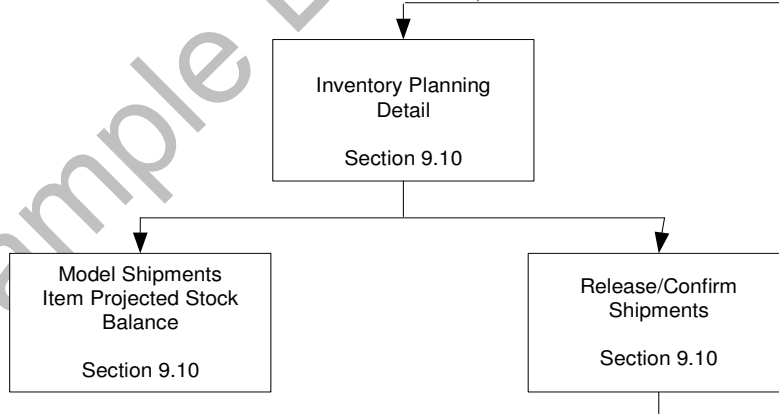 Inventory Planning
Detail
Section 9.10
Model Shipments
Item Projected Stock
Balance
Section 9.10
Release/Confirm
Shipments
Section 9.10